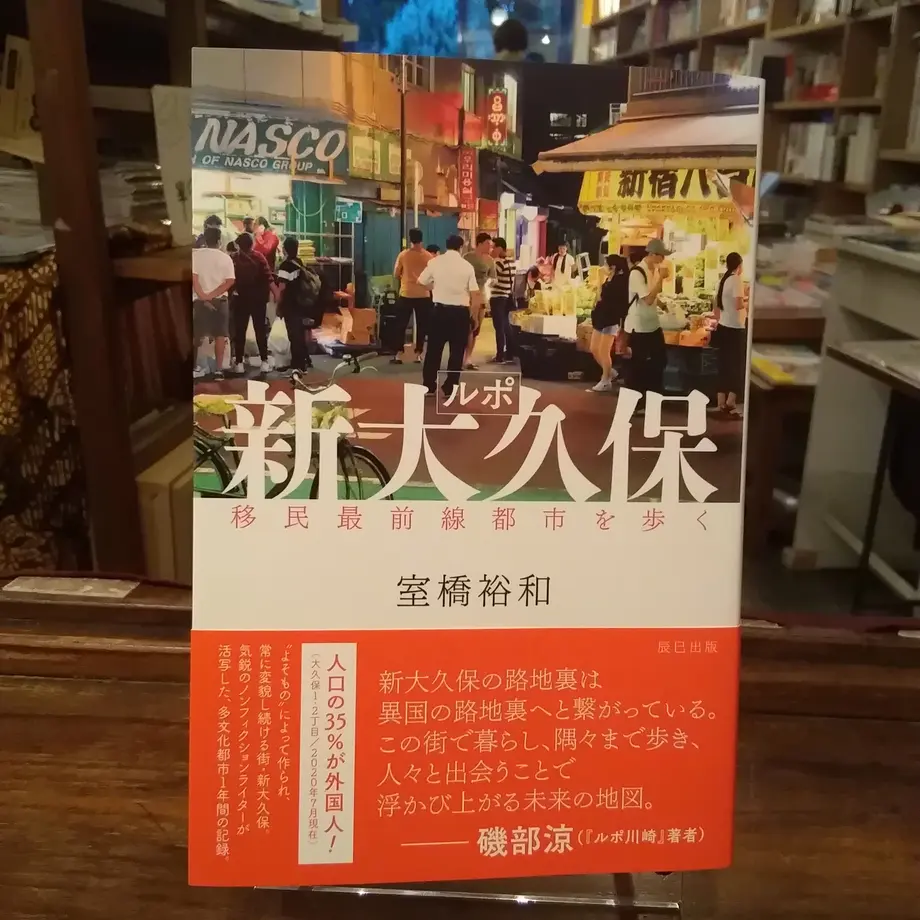 NASCO
OF NASCO GROUP
新宿八
ルポ
新大久保
移民最前線都市を歩く
室橋裕和
辰巳出版
新大久保の路地裏は
異国の路地裏へと繋がっている。
この街で暮らし、隅々まで歩き、
人々と出会うことで
浮かび上がる未来の地図。
——磯部涼(『ルポ川崎』著者)
人口の35%が外国人!
(大久保1・2丁目/2020年7月現在)
“よそもの”によって作られ、
常に変貌し続ける街・新大久保。
気鋭のノンフィクションライターが
活写した、多文化都市1年間の記録。